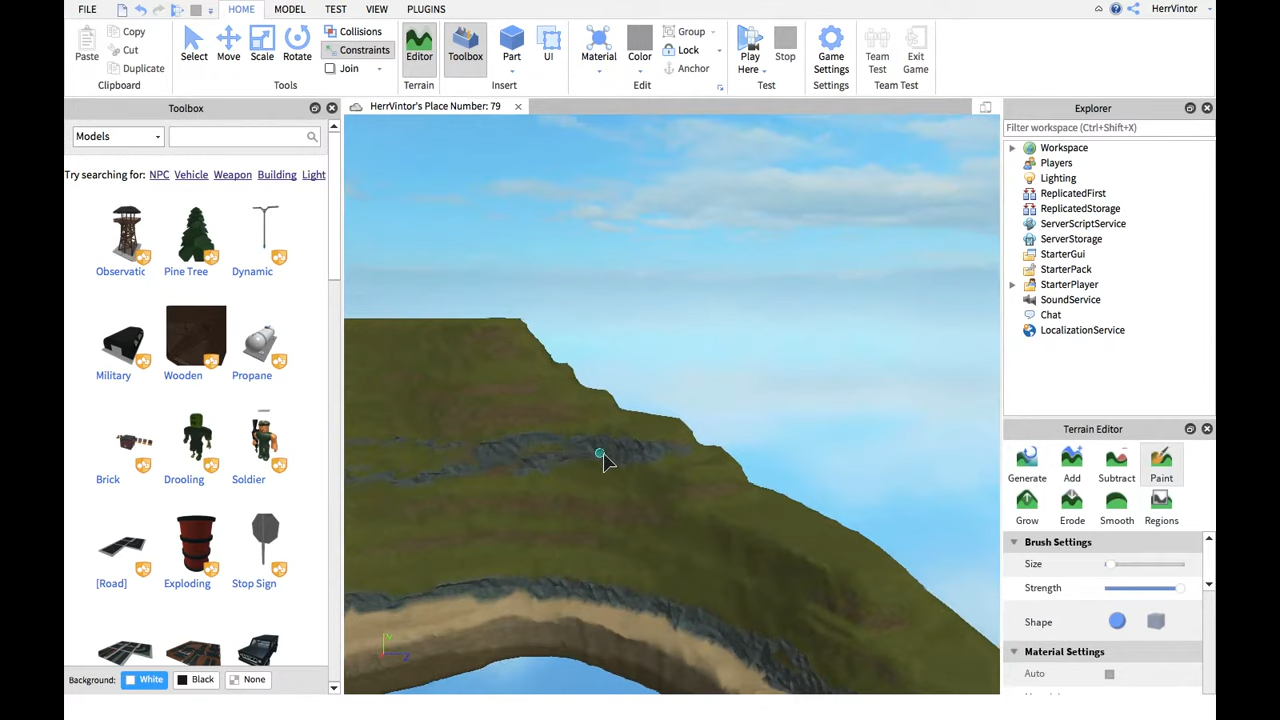 FILE HOME MODEL TEST VIEW PLUGINS HerrVintor
Paste Copy Cut Duplicate Clipboard
Select Move Scale Rotate Collisions Constraints Join Tools
Editor Terrain
Toolbox Part UI Insert
Material Color Group Lock Anchor Edit
Play Here Stop Test
Game Settings Settings
Team Test Exit Game Team Test
Toolbox
Models
Try searching for: NPC Vehicle Weapon Building Light
Observatic Pine Tree Dynamic
Military Wooden Propane
Brick Drooling Soldier
[Road] Exploding Stop Sign
Background: White Black None
HerrVintor's Place Number: 79
Y
Z
Explorer
Filter workspace (Ctrl+Shift+X)
Workspace
Players
Lighting
ReplicatedFirst
ReplicatedStorage
ServerScriptService
ServerStorage
StarterGui
StarterPack
StarterPlayer
SoundService
Chat
LocalizationService
Terrain Editor
Generate Add Subtract Paint
Grow Erode Smooth Regions
Brush Settings
Size
Strength
Shape
Material Settings
Auto